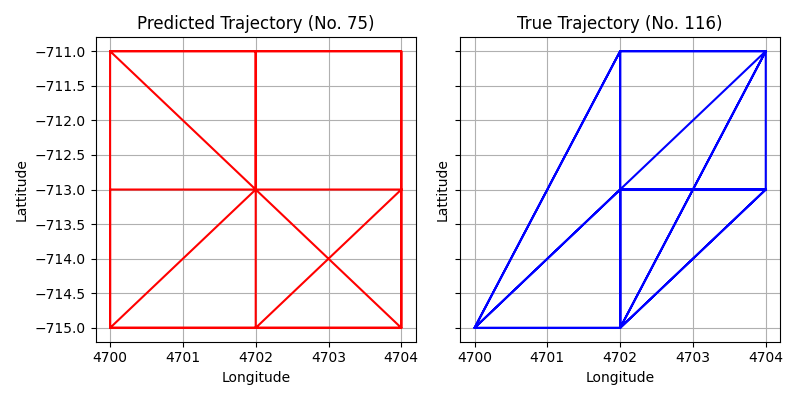 Predicted Trajectory (No. 75)
True Trajectory (No. 116)
−711.0
−711.5
−712.0
−712.5
−713.0
−713.5
−714.0
−714.5
−715.0
Lattitude
Lattitude
4700 4701 4702 4703 4704
4700 4701 4702 4703 4704
Longitude
Longitude